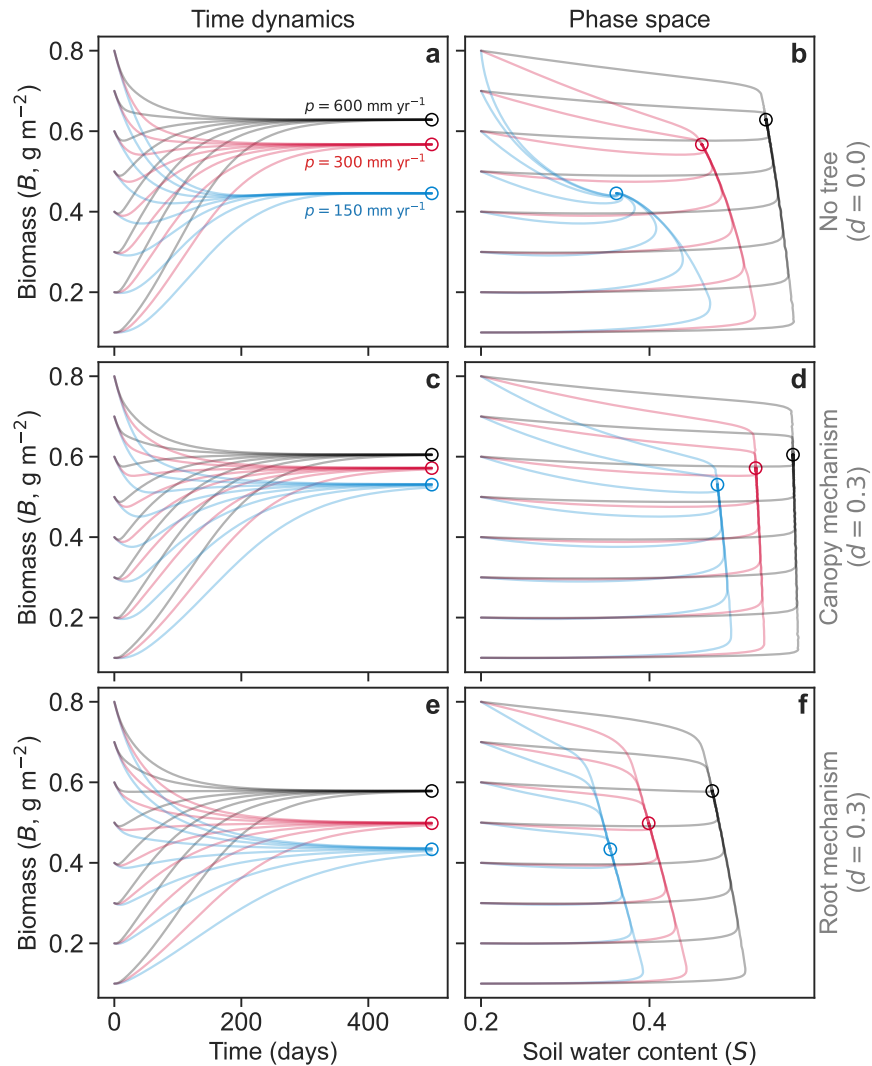 Time dynamics
Phase space
a
b
0.8
0.6
0.4
0.2
Biomass (B, g m⁻²)
p = 600 mm yr⁻¹
p = 300 mm yr⁻¹
p = 150 mm yr⁻¹
No tree
(d = 0.0)
c
d
0.8
0.6
0.4
0.2
Biomass (B, g m⁻²)
Canopy mechanism
(d = 0.3)
e
f
0.8
0.6
0.4
0.2
Biomass (B, g m⁻²)
Root mechanism
(d = 0.3)
0
200
400
0.2
0.4
Time (days)
Soil water content (S)